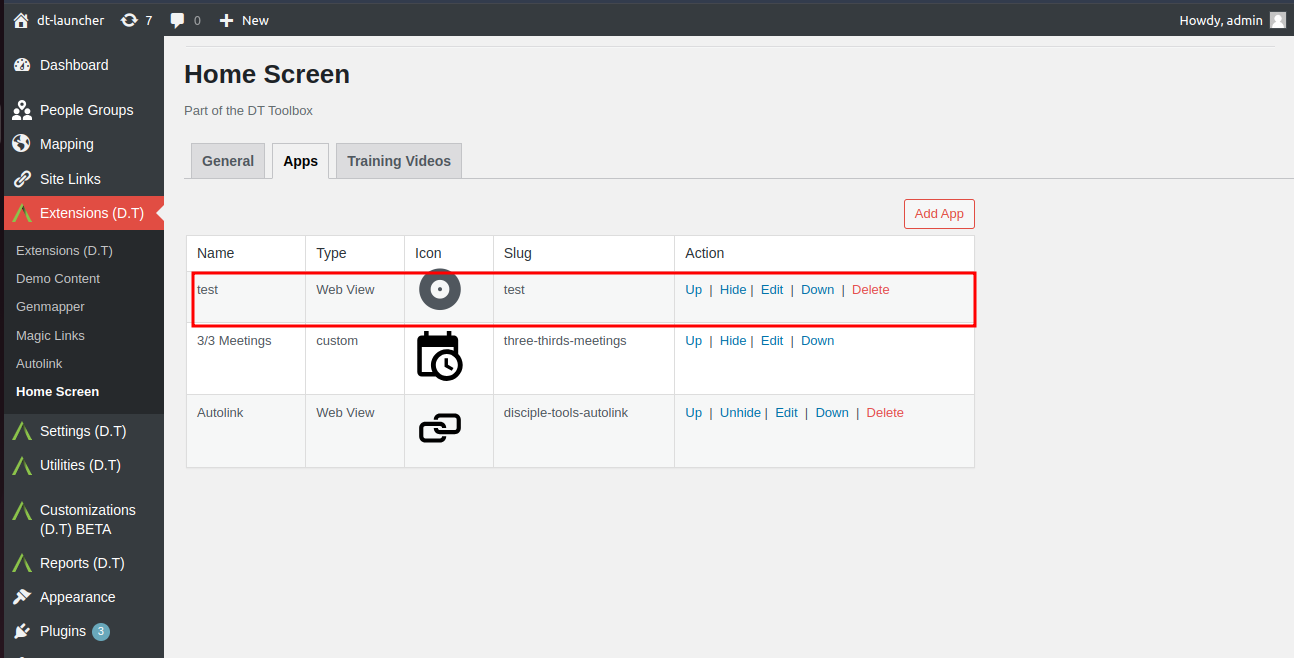 dt-launcher 7 0 New Howdy, admin
Dashboard
People Groups
Mapping
Site Links
Extensions (D.T)
Extensions (D.T)
Demo Content
Genmapper
Magic Links
Autolink
Home Screen
Settings (D.T)
Utilities (D.T)
Customizations
(D.T) BETA
Reports (D.T)
Appearance
Plugins 3
Home Screen
Part of the DT Toolbox
General Apps Training Videos
Add App
Name Type Icon Slug Action
test Web View test Up | Hide | Edit | Down | Delete
3/3 Meetings custom three-thirds-meetings Up | Hide | Edit | Down
Autolink Web View disciple-tools-autolink Up | Unhide | Edit | Down | Delete